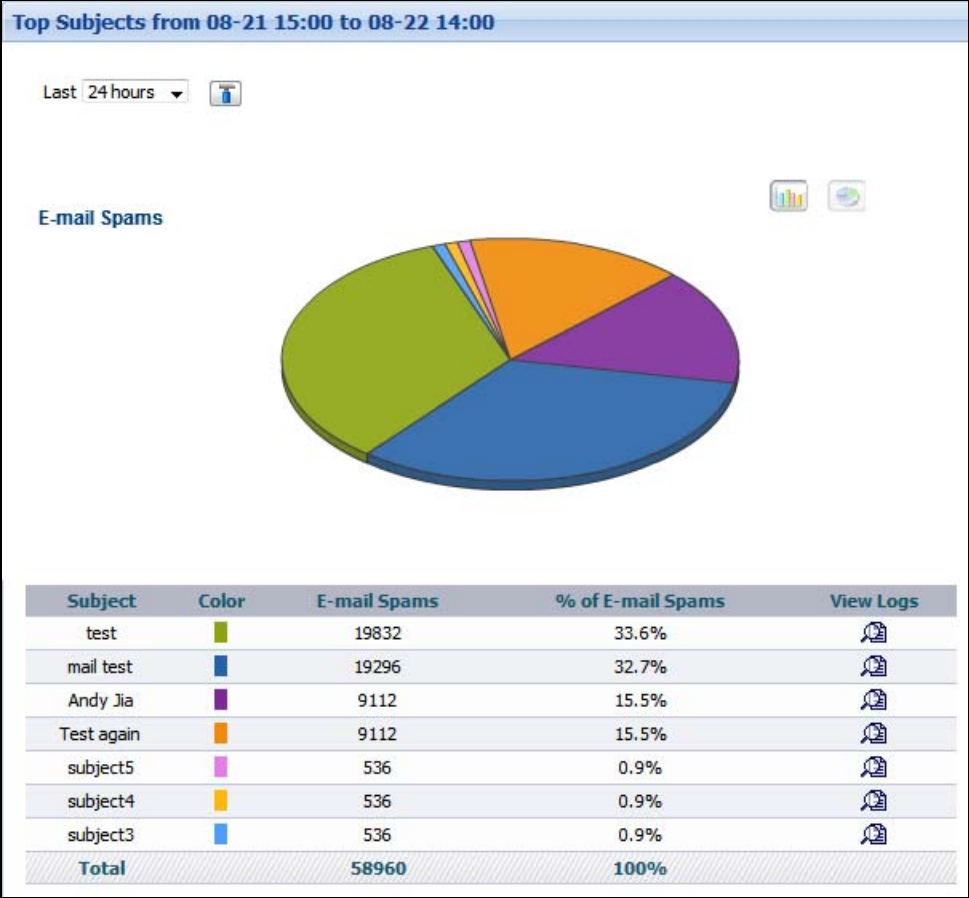 Top Subjects from 08-21 15:00 to 08-22 14:00
Last 24 hours
E-mail Spams
Subject Color E-mail Spams % of E-mail Spams View Logs
test 19832 33.6%
mail test 19296 32.7%
Andy Jia 9112 15.5%
Test again 9112 15.5%
subject5 536 0.9%
subject4 536 0.9%
subject3 536 0.9%
Total 58960 100%